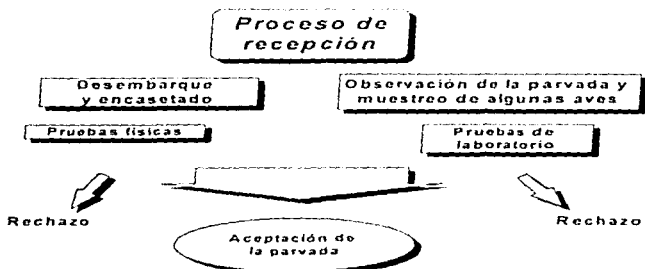 Proceso de
recepción
Desembarque
y encasetado
Observación de la parvada y
muestreo de algunas aves
Pruebas físicas
Pruebas de
laboratorio
Rechazo
Rechazo
Aceptación de
la parvada